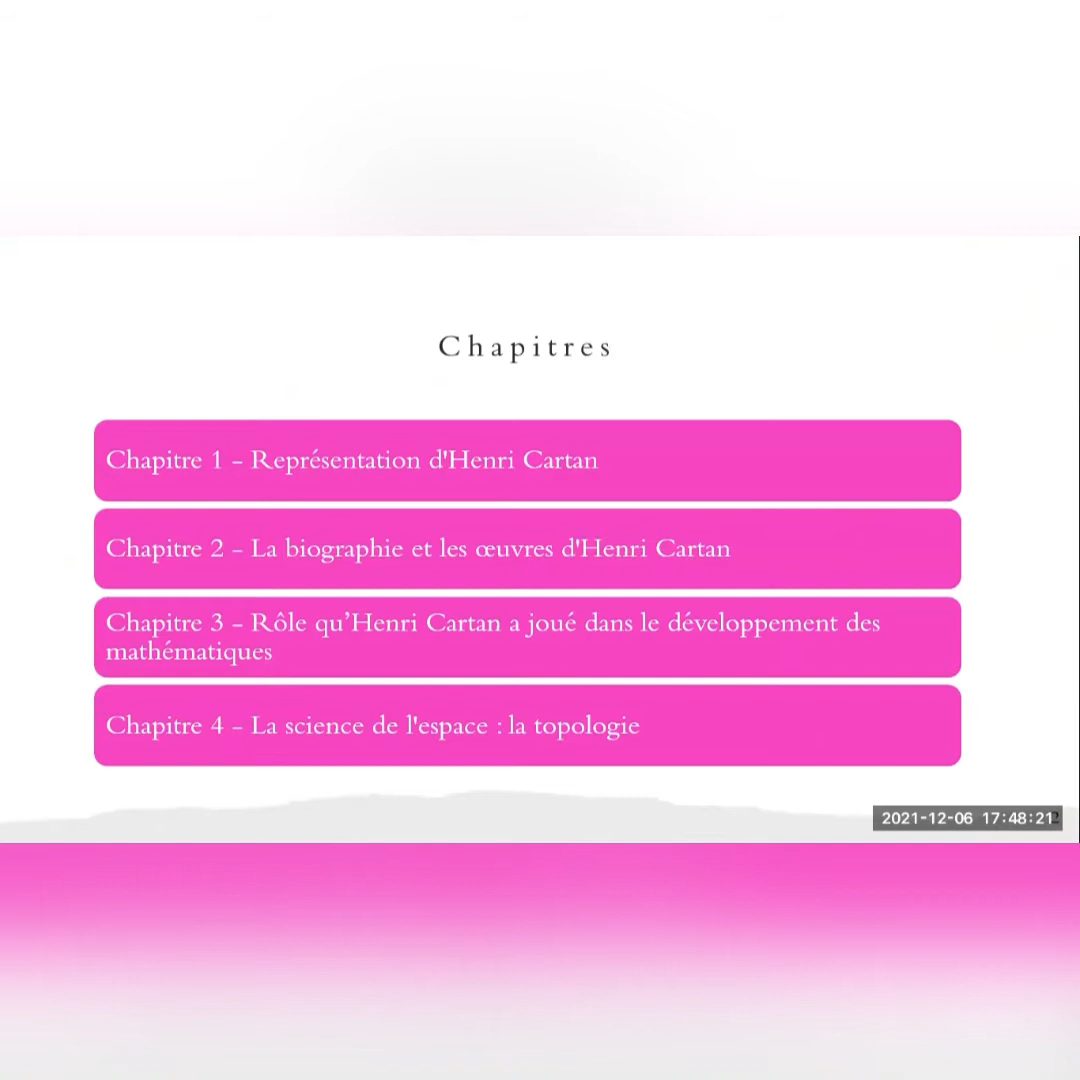 Chapitres
Chapitre 1 - Représentation d'Henri Cartan
Chapitre 2 - La biographie et les œuvres d'Henri Cartan
Chapitre 3 - Rôle qu’Henri Cartan a joué dans le développement des
mathématiques
Chapitre 4 - La science de l'espace : la topologie
2021-12-06 17:48:21